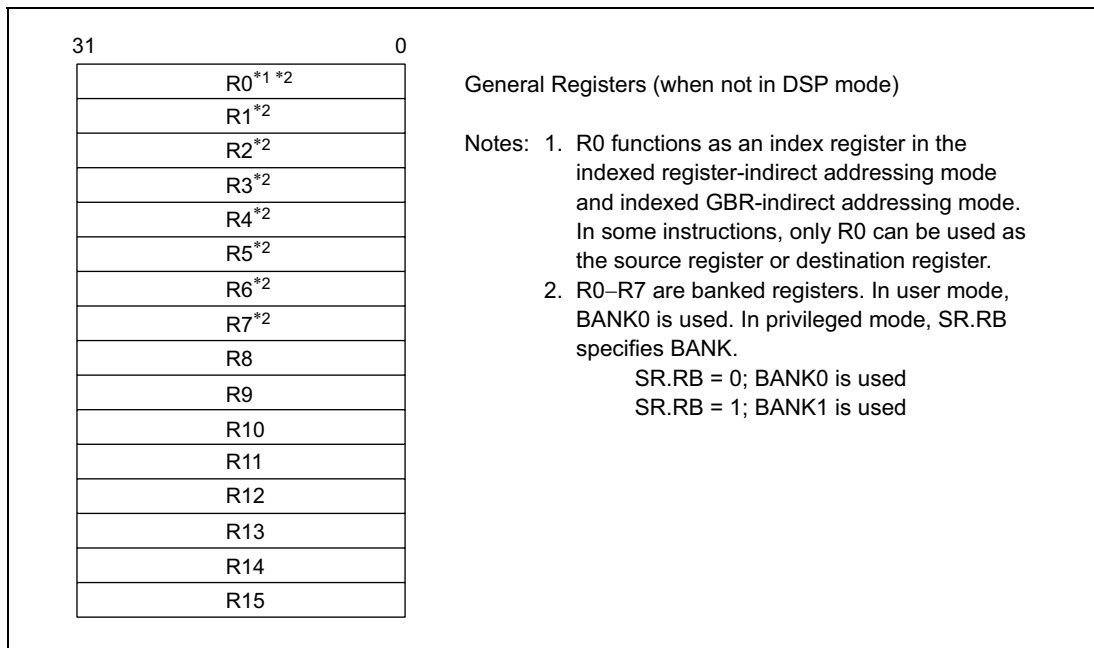 31 0
R0*1 *2
R1*2
R2*2
R3*2
R4*2
R5*2
R6*2
R7*2
R8
R9
R10
R11
R12
R13
R14
R15
General Registers (when not in DSP mode)
Notes: 1. R0 functions as an index register in the
indexed register-indirect addressing mode
and indexed GBR-indirect addressing mode.
In some instructions, only R0 can be used as
the source register or destination register.
2. R0–R7 are banked registers. In user mode,
BANK0 is used. In privileged mode, SR.RB
specifies BANK.
SR.RB = 0; BANK0 is used
SR.RB = 1; BANK1 is used